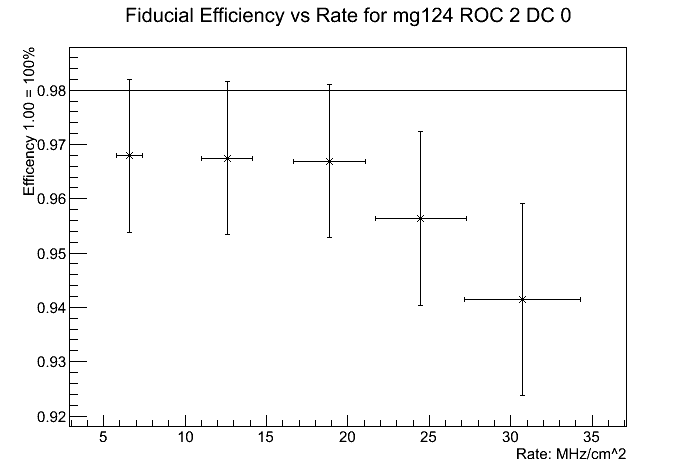 Fiducial Efficiency vs Rate for mg124 ROC 2 DC 0
Efficency 1.00 = 100%
0.98
0.97
0.96
0.95
0.94
0.93
0.92
5 10 15 20 25 30 35
Rate: MHz/cm^2